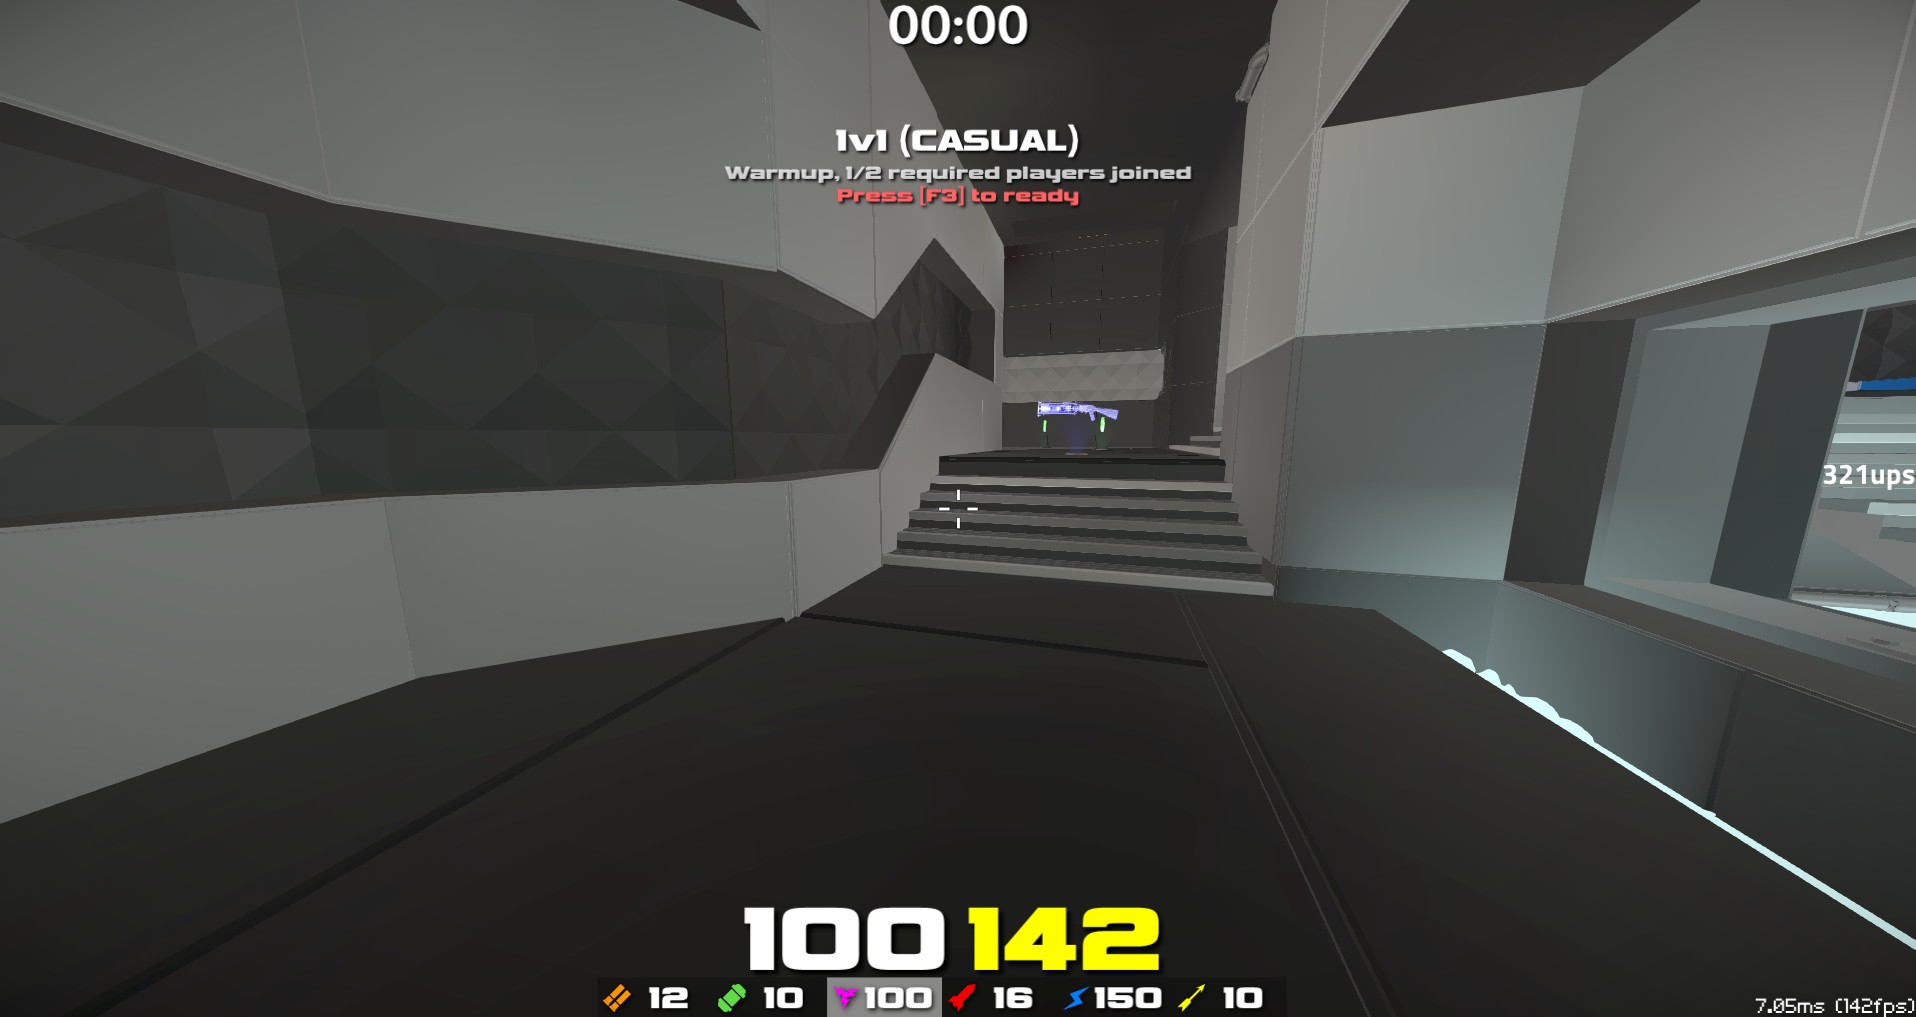 00:00
1v1 (CASUAL)
Warmup, 1/2 required players joined
Press [F3] to ready
321ups
100 142
12 10 100 16 150 10
7.05ms (142fps)